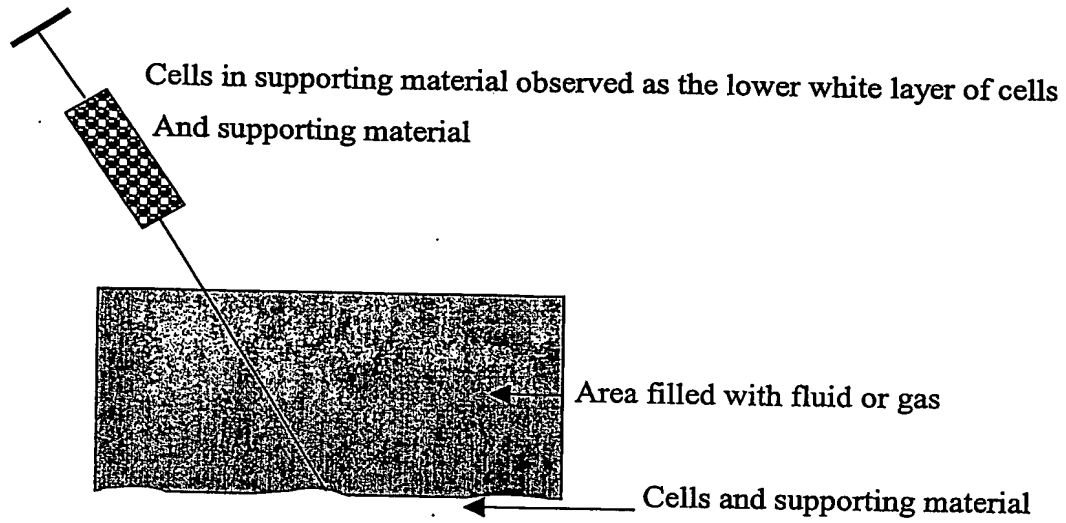 Cells in supporting material observed as the lower white layer of cells
And supporting material
Area filled with fluid or gas
Cells and supporting material